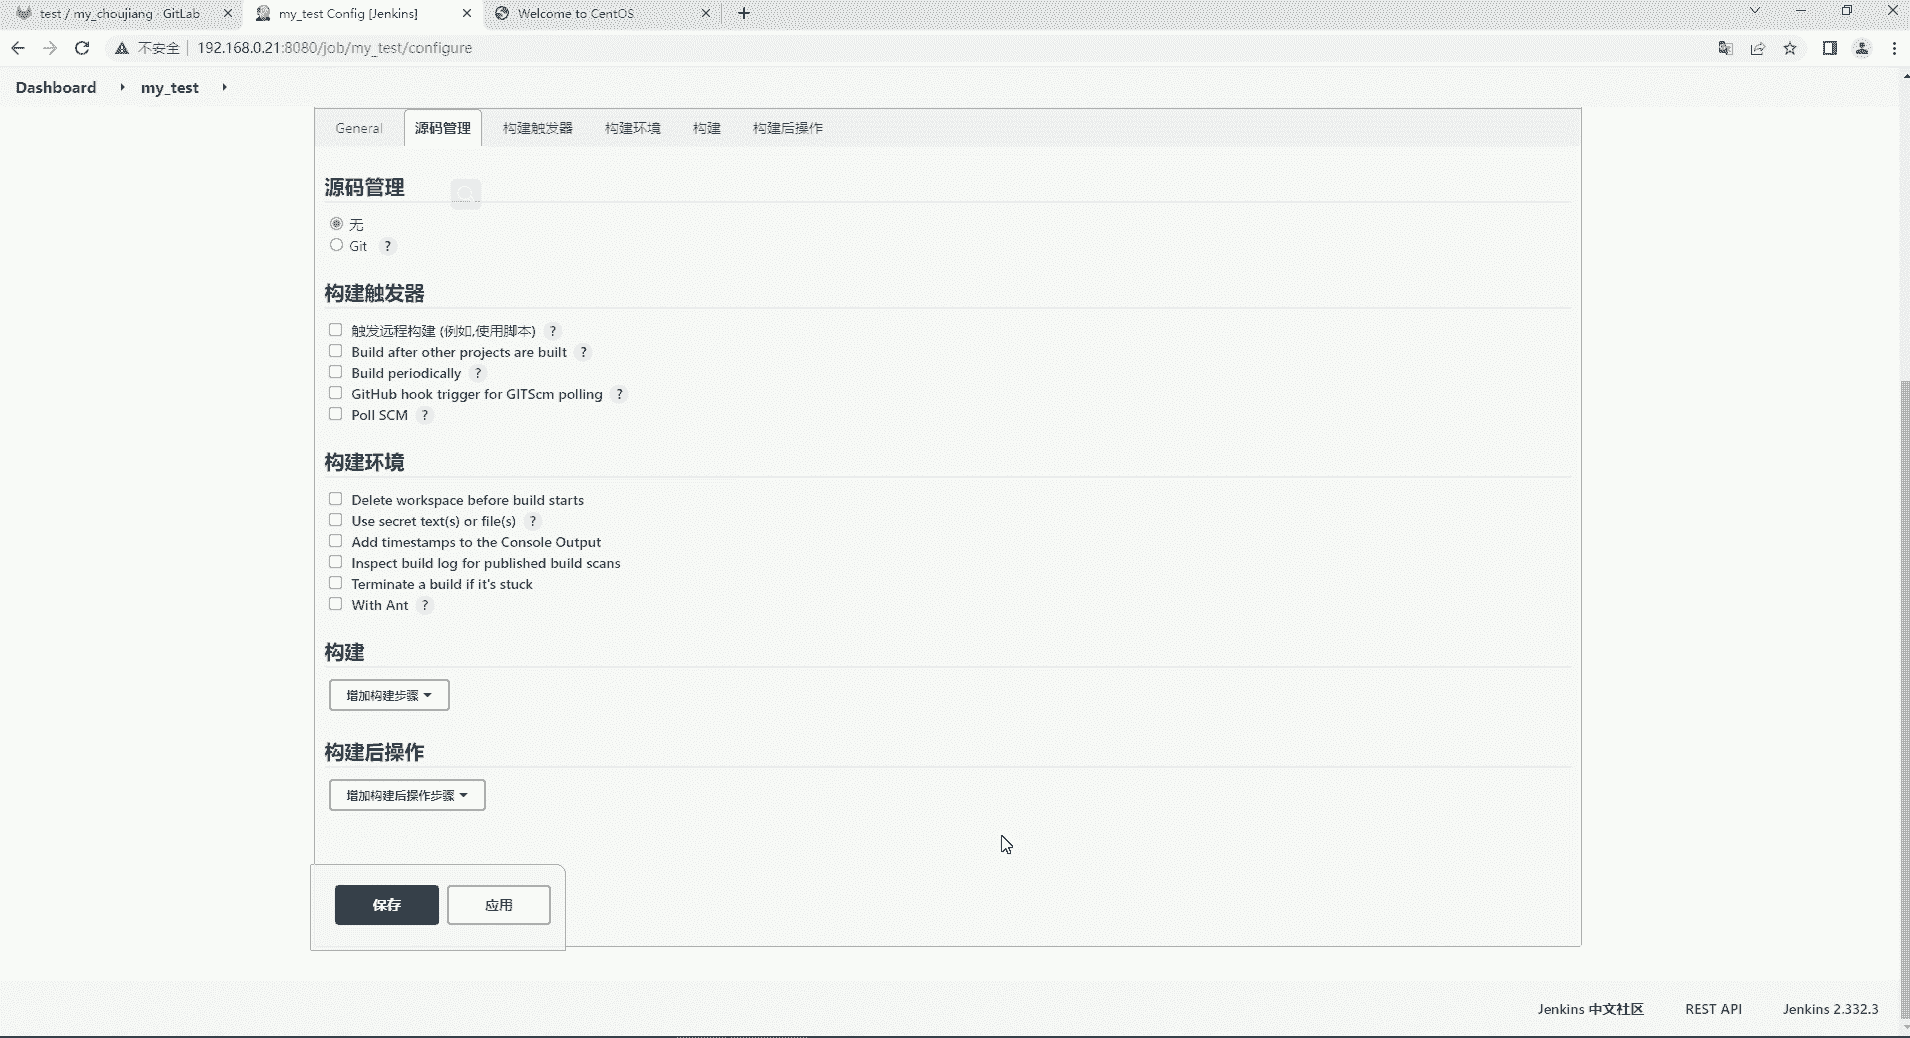 test / my_choujiang · GitLab
my_test Config [Jenkins]
Welcome to CentOS
不安全
192.168.0.21:8080/job/my_test/configure
Dashboard
my_test
General
源码管理
构建触发器
构建环境
构建
构建后操作
源码管理
无
Git ?
构建触发器
触发远程构建 (例如,使用脚本) ?
Build after other projects are built ?
Build periodically ?
GitHub hook trigger for GITScm polling ?
Poll SCM ?
构建环境
Delete workspace before build starts
Use secret text(s) or file(s) ?
Add timestamps to the Console Output
Inspect build log for published build scans
Terminate a build if it's stuck
With Ant ?
构建
增加构建步骤
构建后操作
增加构建后操作步骤
保存
应用
Jenkins 中文社区
REST API
Jenkins 2.332.3